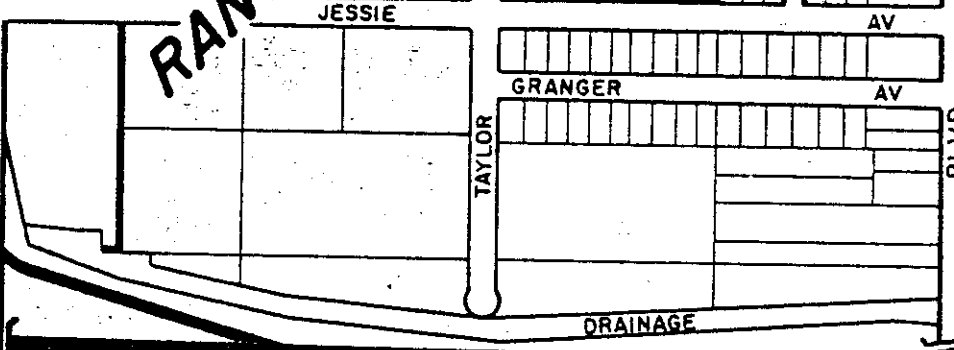 JESSIE AV
RAN
GRANGER AV
TAYLOR
DRAINAGE